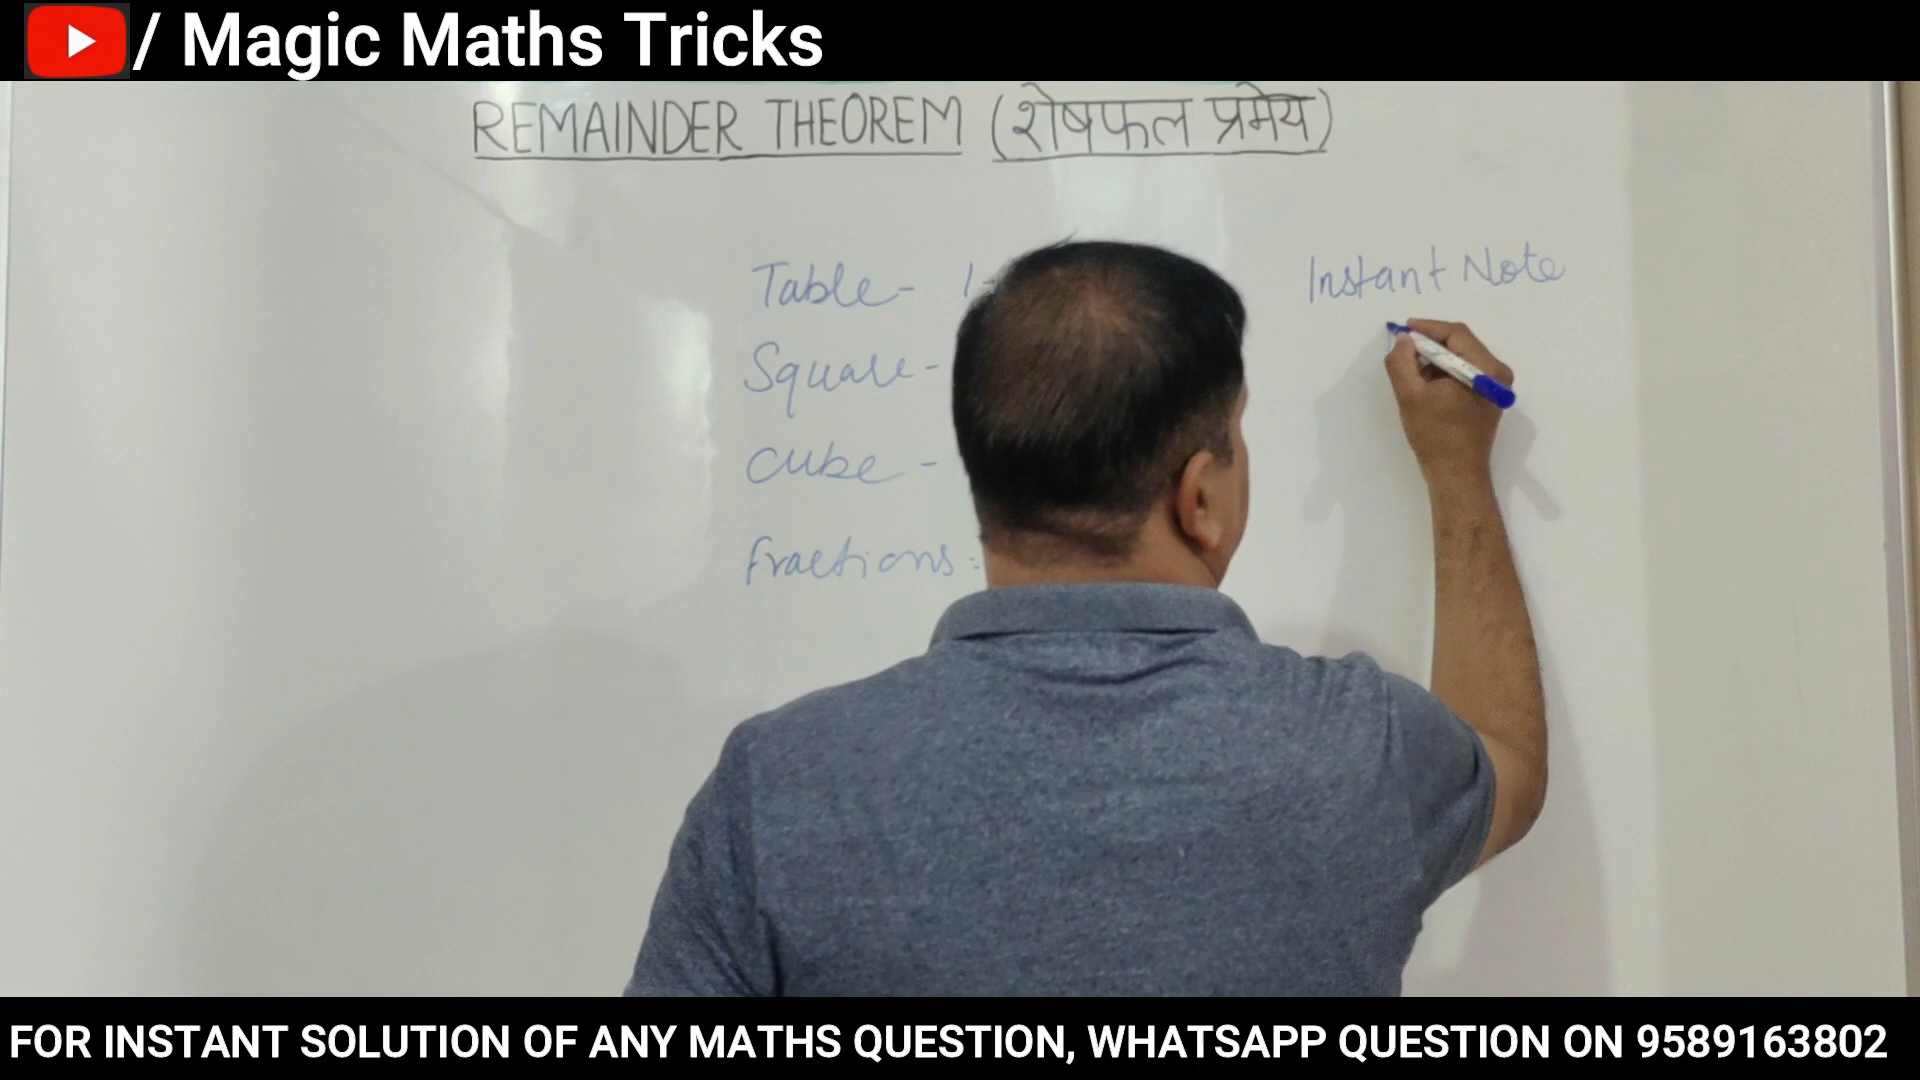 / Magic Maths Tricks
REMAINDER THEOREM (शेषफल प्रमेय)
Table - 1-
Instant Note
Square -
Cube -
Fractions :
FOR INSTANT SOLUTION OF ANY MATHS QUESTION, WHATSAPP QUESTION ON 9589163802